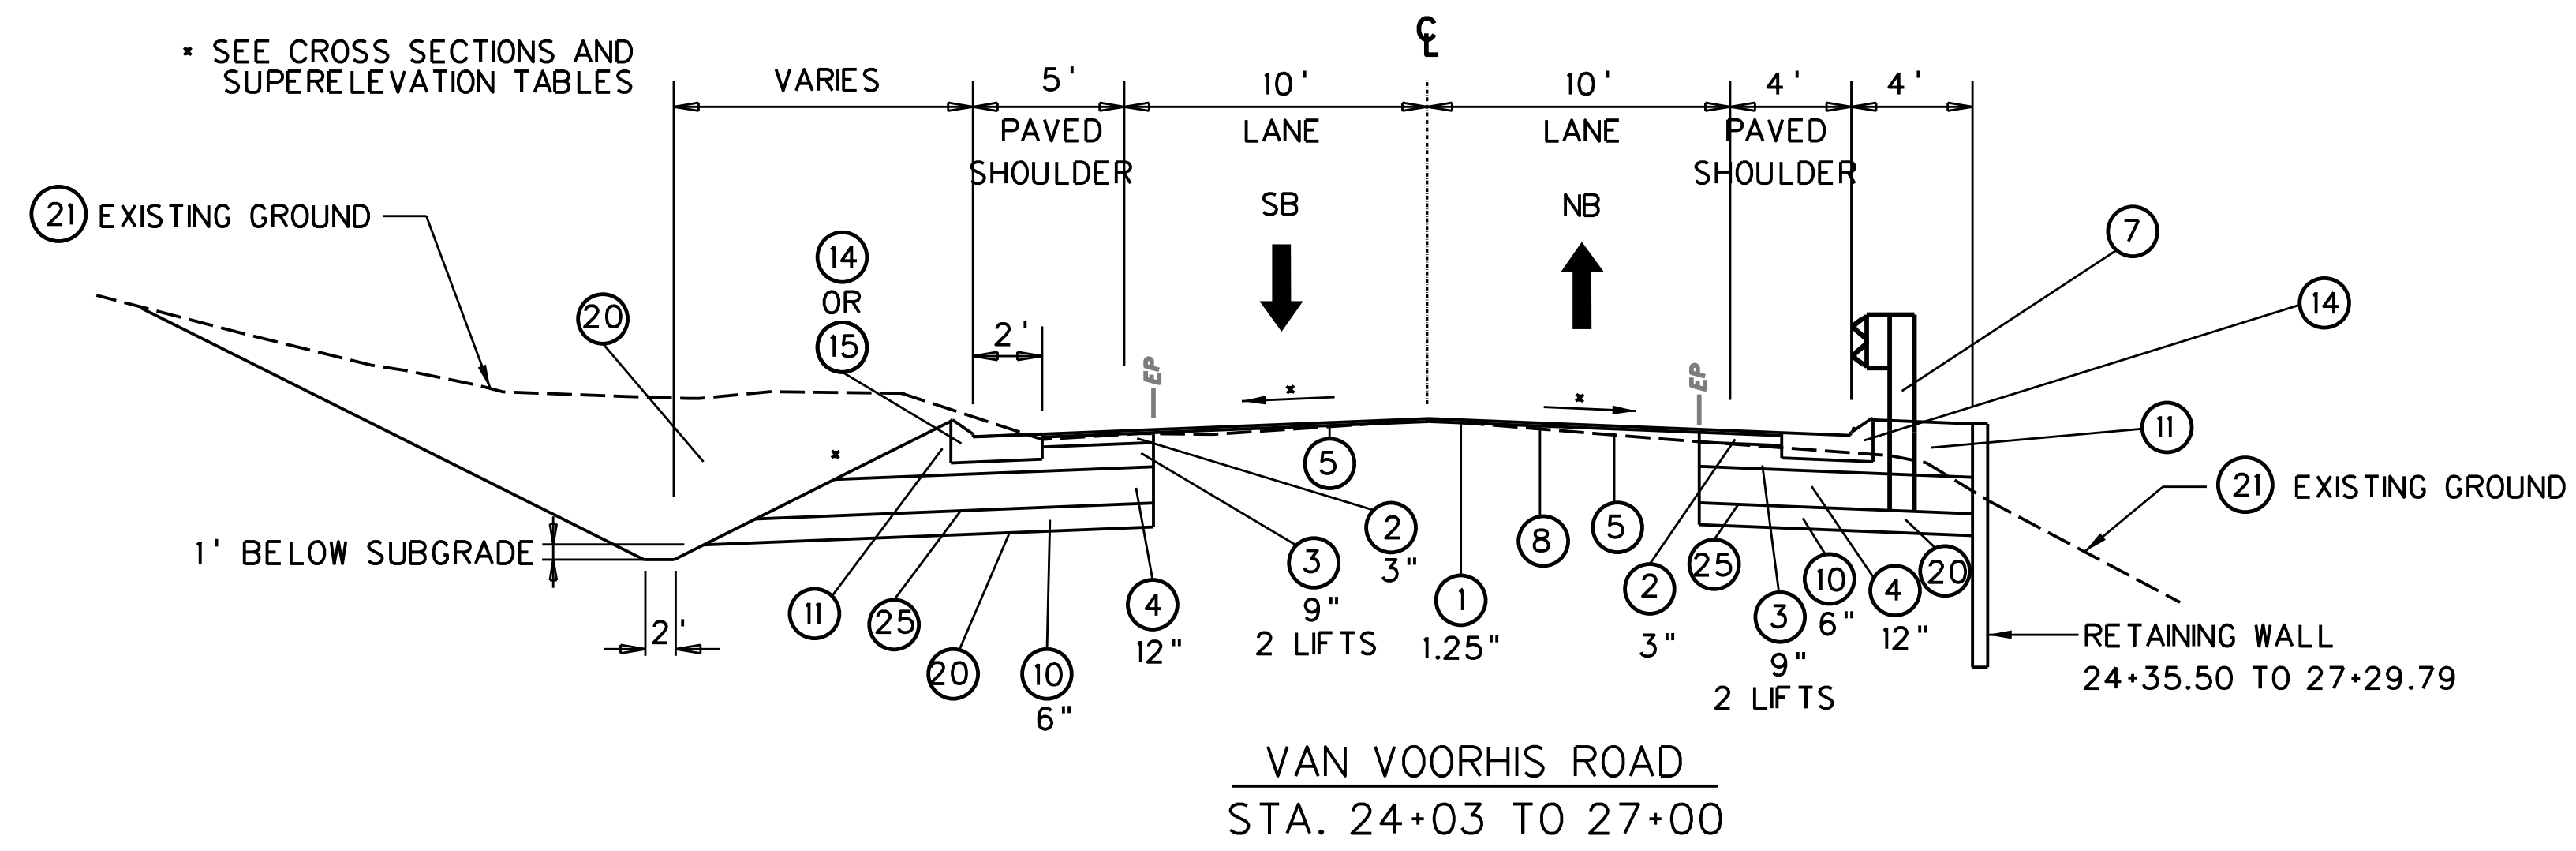 ℄
* SEE CROSS SECTIONS AND
SUPERELEVATION TABLES
VARIES
5'
10'
10'
4'
4'
PAVED
SHOULDER
LANE
LANE
PAVED
SHOULDER
SB
NB
21 EXISTING GROUND
7
14
OR
15
20
14
2'
EP
EP
*
*
*
11
5
21 EXISTING GROUND
1' BELOW SUBGRADE
2
3"
8
5
3
9"
2 LIFTS
25
20
10
6"
4
12"
2
3"
1
1.25"
4
12"
3
9"
2 LIFTS
11
25
2'
20
10
6"
RETAINING WALL
24+35.50 TO 27+29.79
VAN VOORHIS ROAD
STA. 24+03 TO 27+00